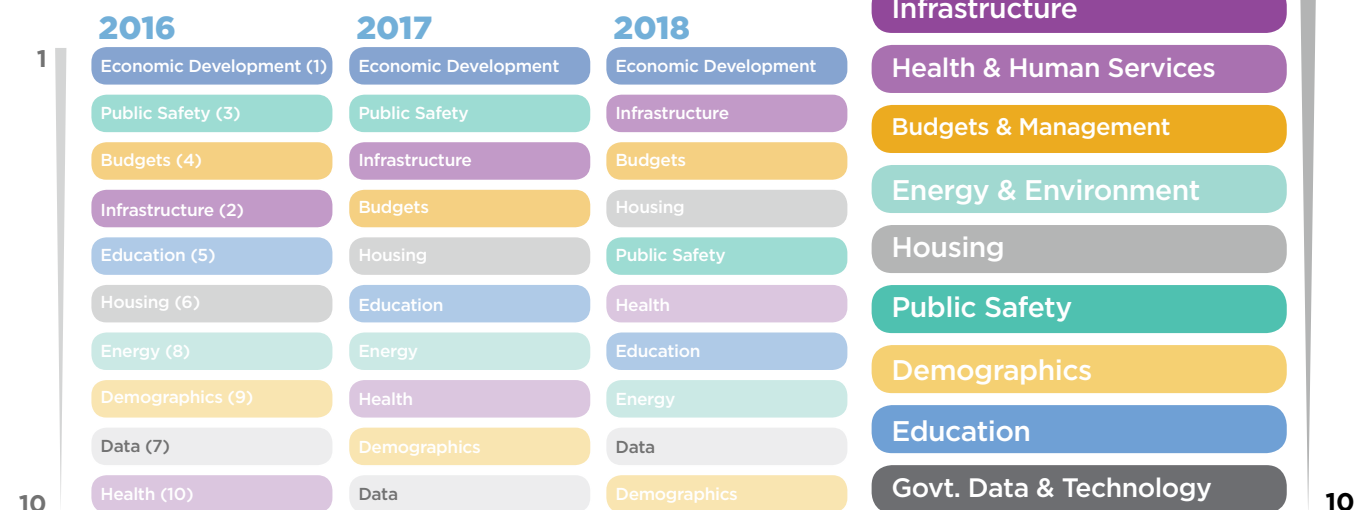 2016
1
Economic Development (1)
Public Safety (3)
Budgets (4)
Infrastructure (2)
Education (5)
Housing (6)
Energy (8)
Demographics (9)
Data (7)
Health (10)
10
2017
Economic Development
Public Safety
Infrastructure
Budgets
Housing
Education
Energy
Health
Demographics
Data
2018
Economic Development
Infrastructure
Budgets
Housing
Public Safety
Health
Education
Energy
Data
Demographics
Infrastructure
Health & Human Services
Budgets & Management
Energy & Environment
Housing
Public Safety
Demographics
Education
Govt. Data & Technology
10